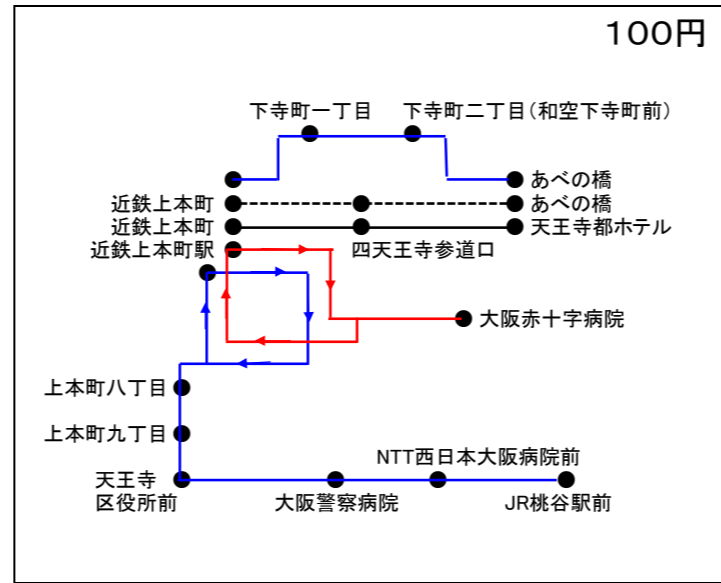 100円
下寺町一丁目
下寺町二丁目(和空下寺町前)
あべの橋
近鉄上本町
あべの橋
近鉄上本町
天王寺都ホテル
近鉄上本町駅
四天王寺参道口
大阪赤十字病院
上本町八丁目
上本町九丁目
NTT西日本大阪病院前
天王寺
区役所前
大阪警察病院
JR桃谷駅前